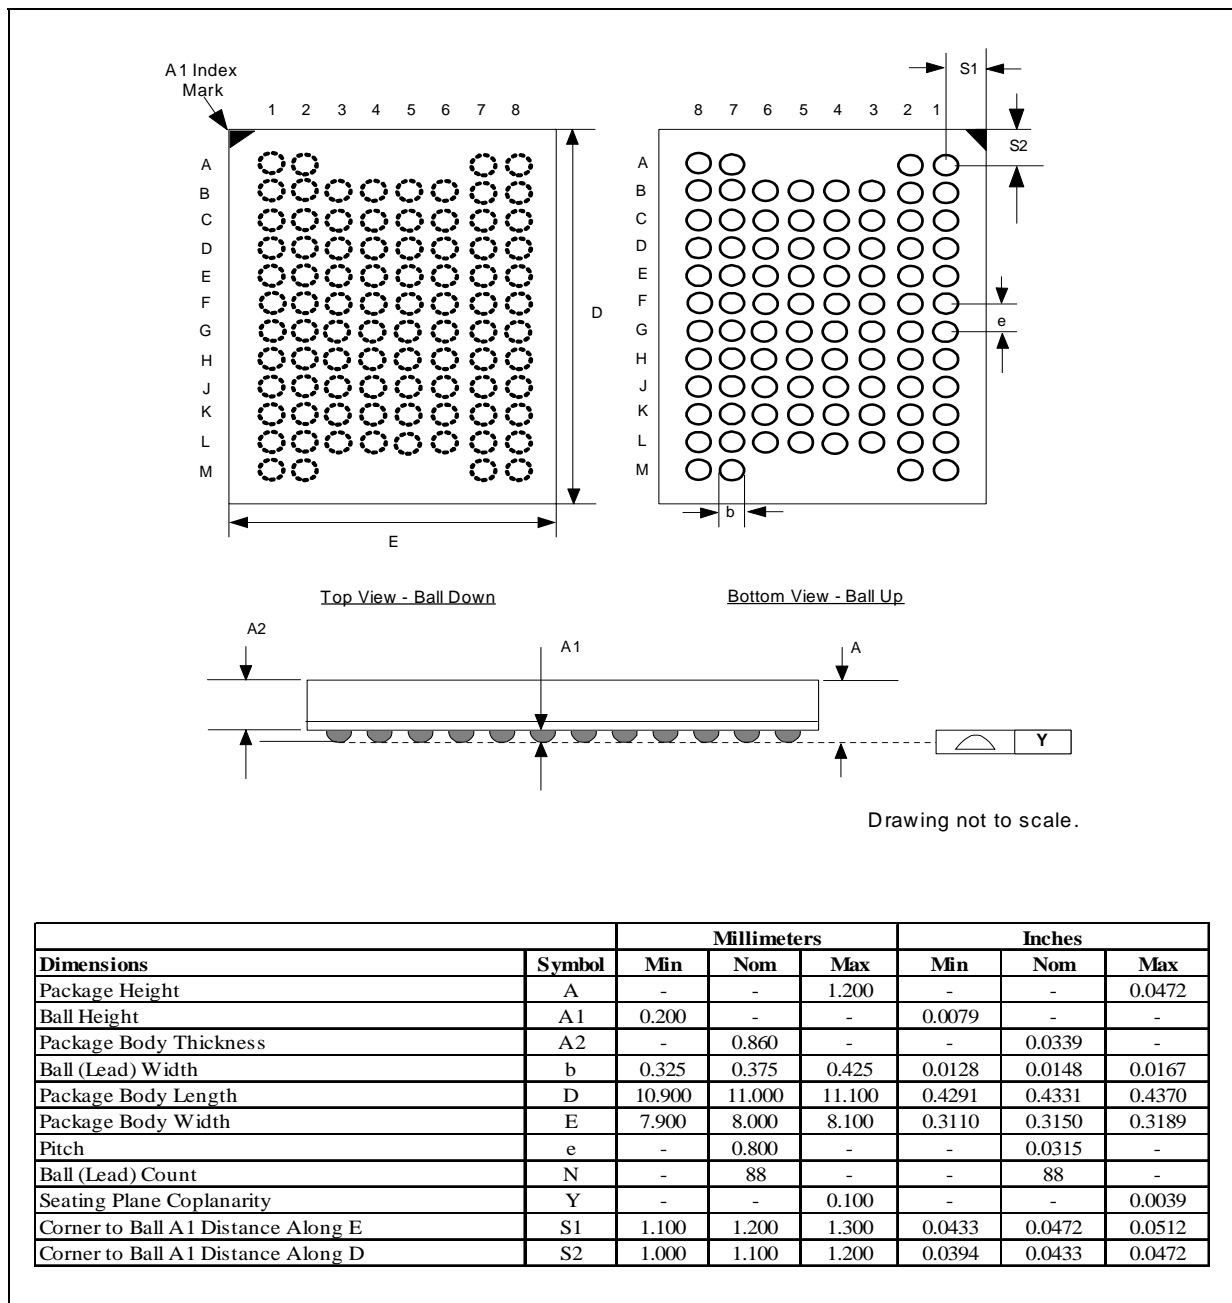 A1 Index
Mark
1 2 3 4 5 6 7 8
A
B
C
D
E
F
G
H
J
K
L
M
D
E
8 7 6 5 4 3 2 1
S1
S2
A
B
C
D
E
F
G
H
J
K
L
M
e
b
Top View - Ball Down
Bottom View - Ball Up
A2
A1
A
Y
Drawing not to scale.
Millimeters Inches
Dimensions Symbol Min Nom Max Min Nom Max
Package Height A - - 1.200 - - 0.0472
Ball Height A1 0.200 - - 0.0079 - -
Package Body Thickness A2 - 0.860 - - 0.0339 -
Ball (Lead) Width b 0.325 0.375 0.425 0.0128 0.0148 0.0167
Package Body Length D 10.900 11.000 11.100 0.4291 0.4331 0.4370
Package Body Width E 7.900 8.000 8.100 0.3110 0.3150 0.3189
Pitch e - 0.800 - - 0.0315 -
Ball (Lead) Count N - 88 - - 88 -
Seating Plane Coplanarity Y - - 0.100 - - 0.0039
Corner to Ball A1 Distance Along E S1 1.100 1.200 1.300 0.0433 0.0472 0.0512
Corner to Ball A1 Distance Along D S2 1.000 1.100 1.200 0.0394 0.0433 0.0472